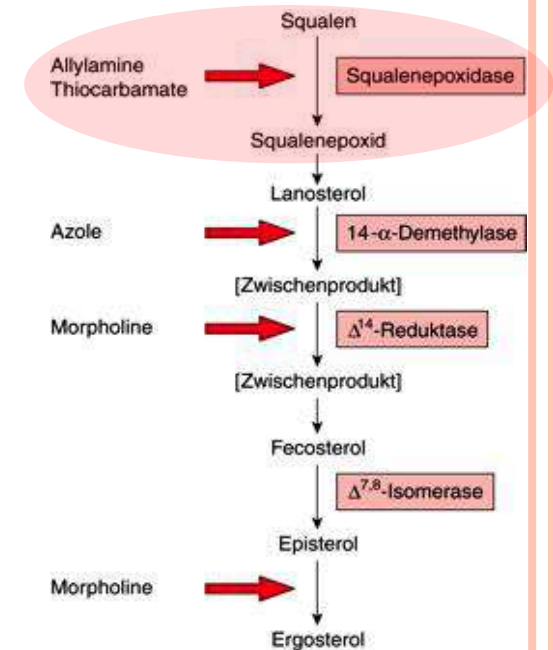 Squalen
Allylamine
Thiocarbamate
Squalenepoxidase
Squalenepoxid
Lanosterol
Azole
14-α-Demethylase
[Zwischenprodukt]
Morpholine
Δ¹⁴-Reduktase
[Zwischenprodukt]
Fecosterol
Δ⁷,⁸-Isomerase
Episterol
Morpholine
Ergosterol